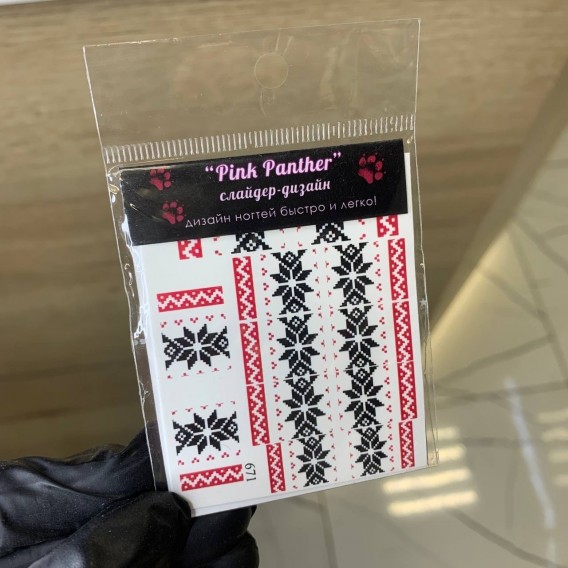 “Pink Panther”
слайдер-дизайн
дизайн ногтей быстро и легко!
671